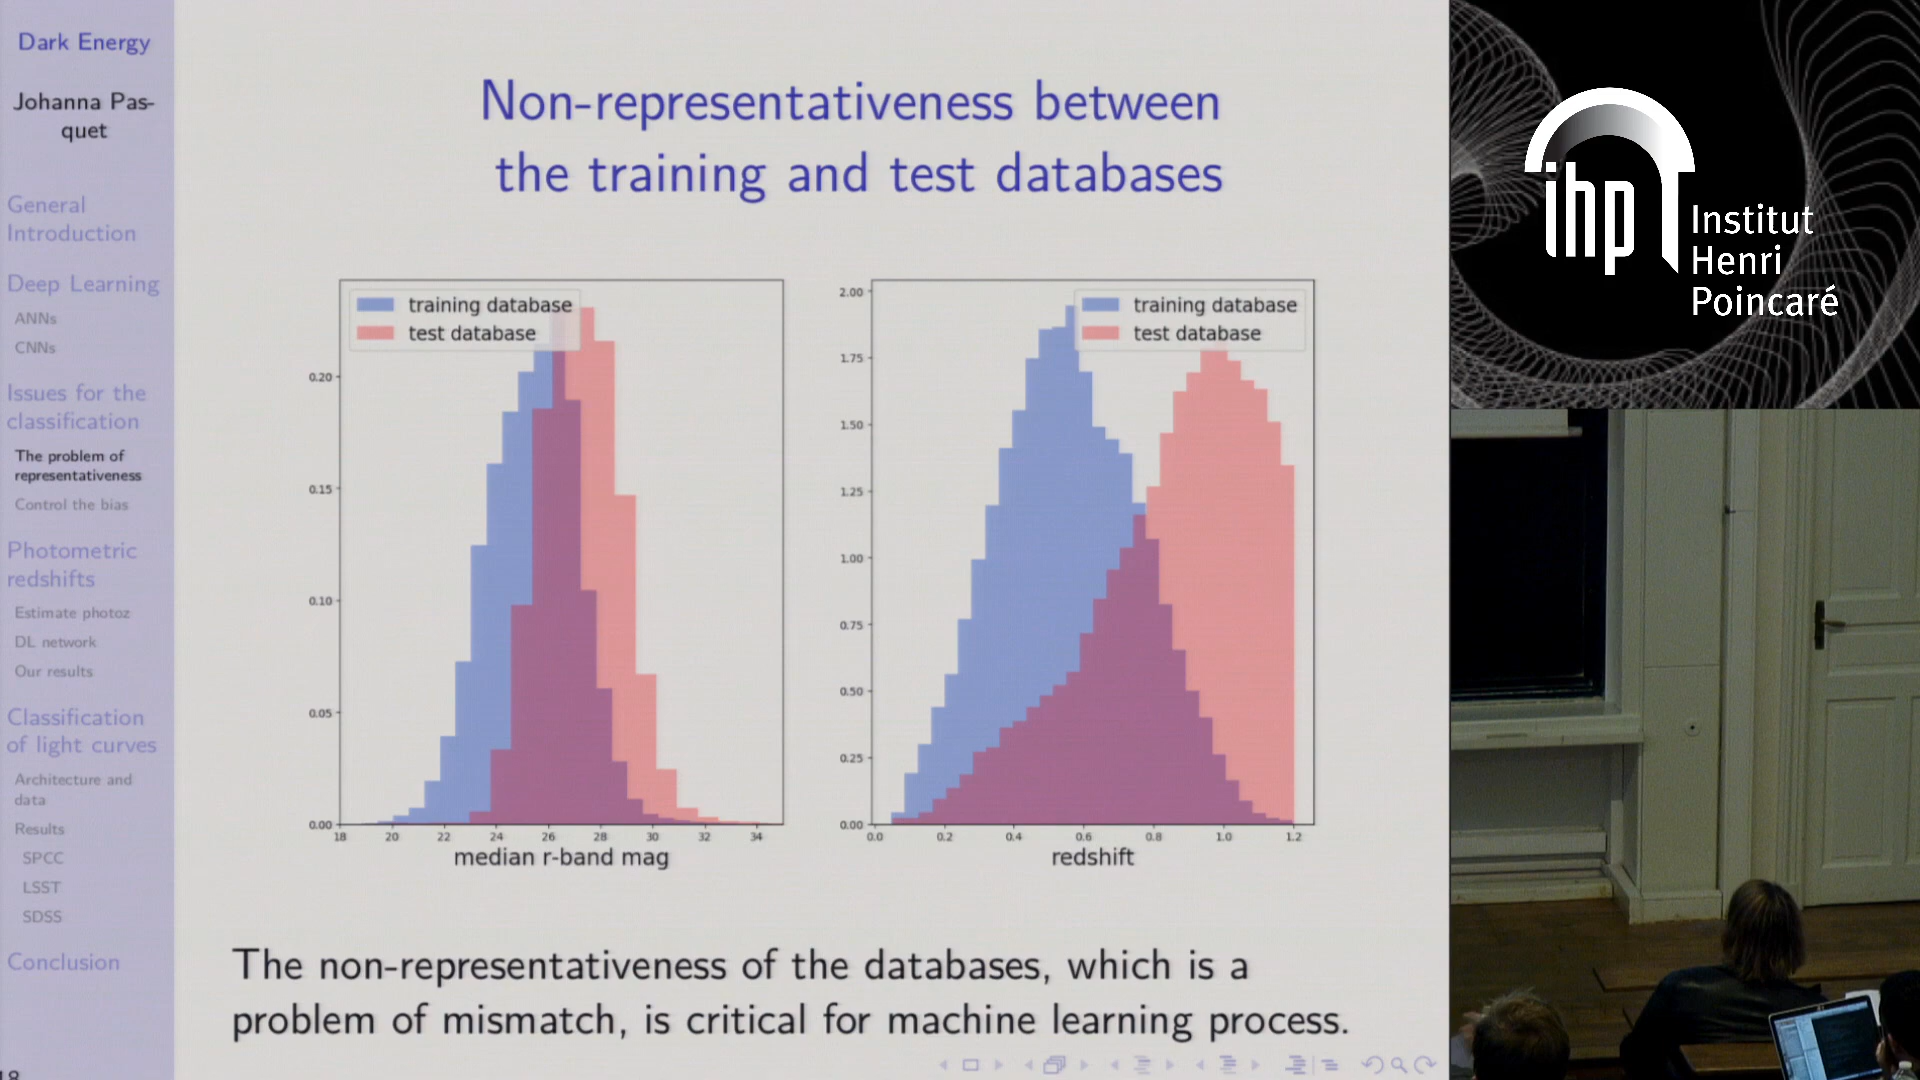 Dark Energy
Johanna Pas-
quet
General
Introduction
Deep Learning
ANNs
CNNs
Issues for the
classification
The problem of
representativeness
Control the bias
Photometric
redshifts
Estimate photoz
DL network
Our results
Classification
of light curves
Architecture and
data
Results
SPCC
LSST
SDSS
Conclusion
Non-representativeness between
the training and test databases
training database
test database
0.20
0.15
0.10
0.05
0.00
18 20 22 24 26 28 30 32 34
median r-band mag
training database
test database
2.00
1.75
1.50
1.25
1.00
0.75
0.50
0.25
0.00
0.0 0.2 0.4 0.6 0.8 1.0 1.2
redshift
The non-representativeness of the databases, which is a
problem of mismatch, is critical for machine learning process.
ihp
Institut
Henri
Poincaré